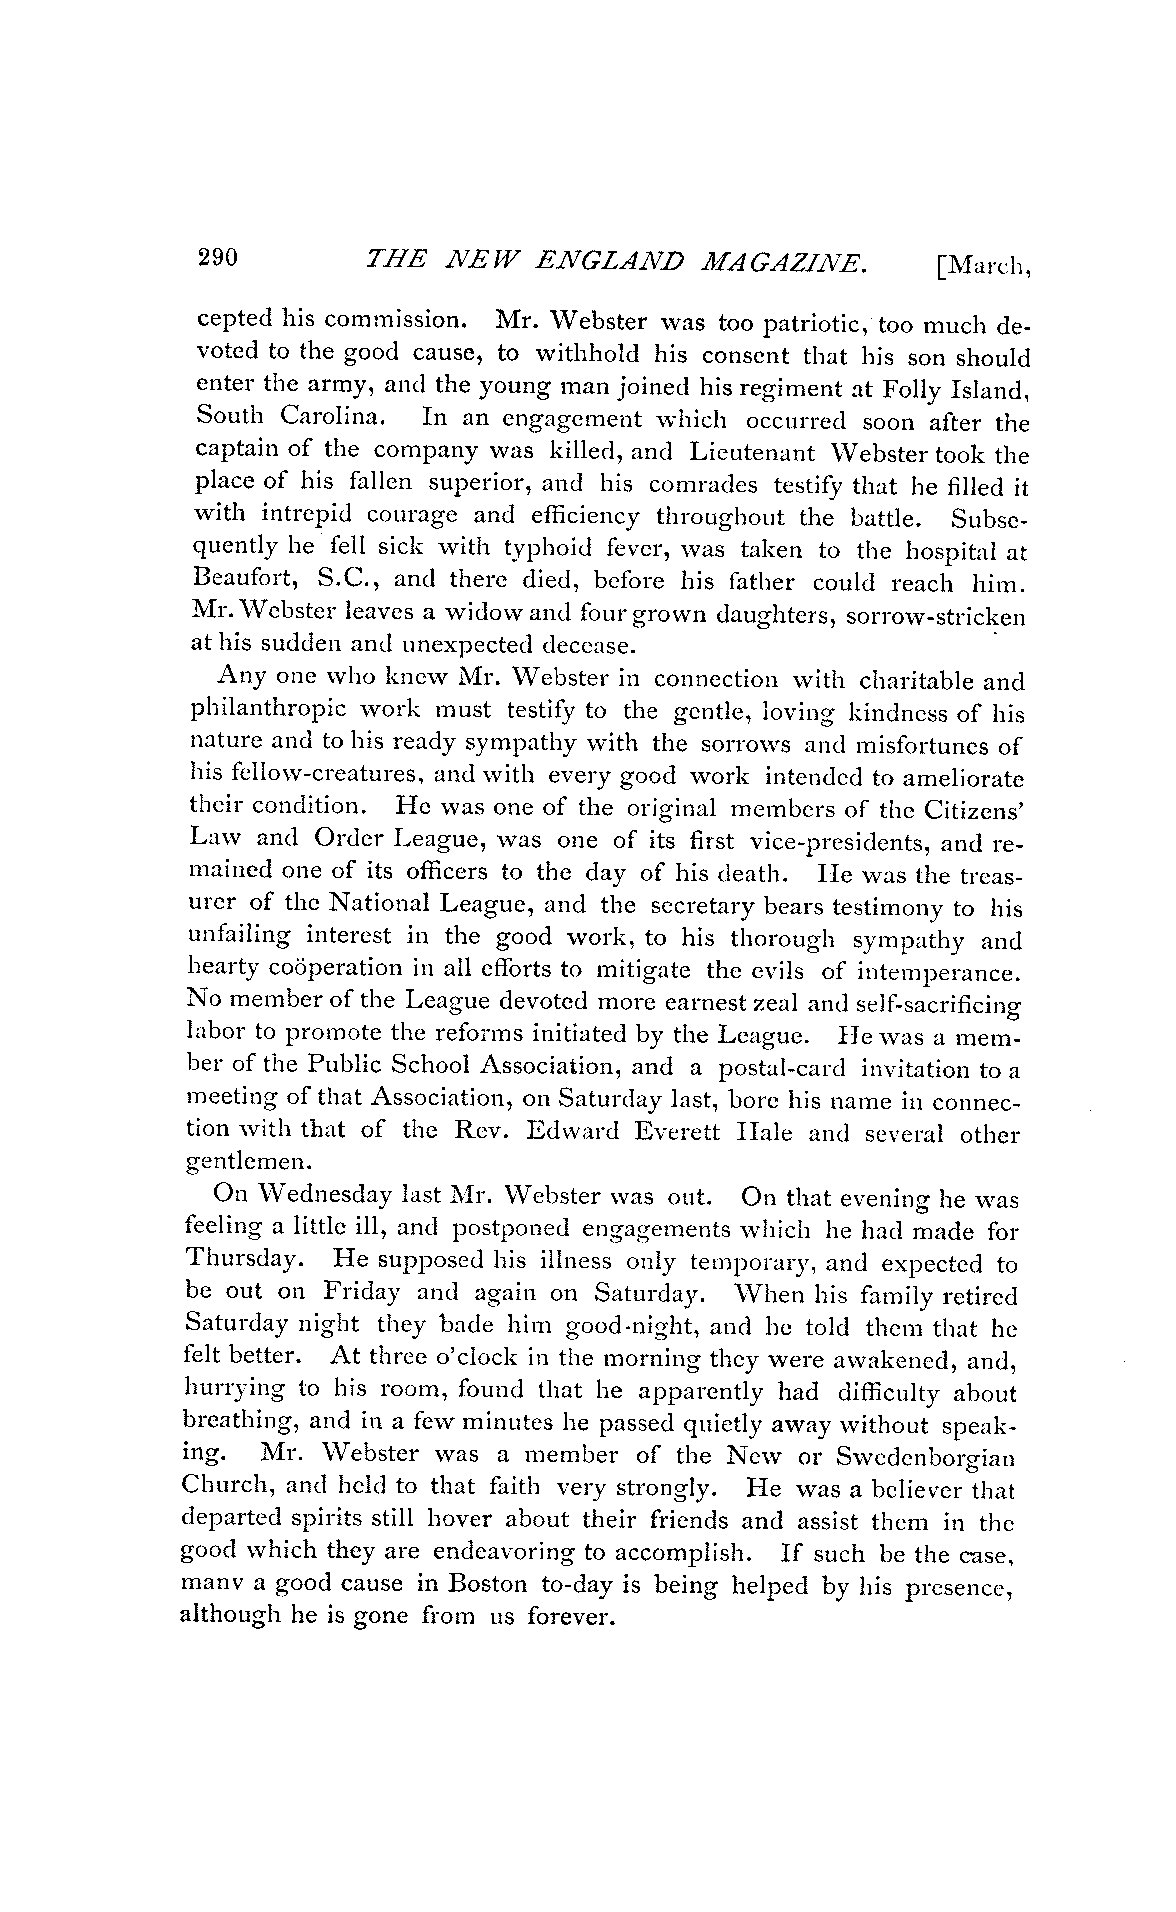 290 THE NEW ENGLAND MAGAZINE. [March,
cepted his commission. Mr. Webster was too patriotic, too much de-
voted to the good cause, to withhold his consent that his son should
enter the army, and the young man joined his regiment at Folly Island,
South Carolina. In an engagement which occurred soon after the
captain of the company was killed, and Lieutenant Webster took the
place of his fallen superior, and his comrades testify that he filled it
with intrepid courage and efficiency throughout the battle. Subse-
quently he fell sick with typhoid fever, was taken to the hospital at
Beaufort, S.C., and there died, before his father could reach him.
Mr. Webster leaves a widow and four grown daughters, sorrow-stricken
at his sudden and unexpected decease.
Any one who knew Mr. Webster in connection with charitable and
philanthropic work must testify to the gentle, loving kindness of his
nature and to his ready sympathy with the sorrows and misfortunes of
his fellow-creatures, and with every good work intended to ameliorate
their condition. He was one of the original members of the Citizens'
Law and Order League, was one of its first vice-presidents, and re-
mained one of its officers to the day of his death. He was the treas-
urer of the National League, and the secretary bears testimony to his
unfailing interest in the good work, to his thorough sympathy and
hearty coöperation in all efforts to mitigate the evils of intemperance.
No member of the League devoted more earnest zeal and self-sacrificing
labor to promote the reforms initiated by the League. He was a mem-
ber of the Public School Association, and a postal-card invitation to a
meeting of that Association, on Saturday last, bore his name in connec-
tion with that of the Rev. Edward Everett Hale and several other
gentlemen.
On Wednesday last Mr. Webster was out. On that evening he was
feeling a little ill, and postponed engagements which he had made for
Thursday. He supposed his illness only temporary, and expected to
be out on Friday and again on Saturday. When his family retired
Saturday night they bade him good-night, and he told them that he
felt better. At three o'clock in the morning they were awakened, and,
hurrying to his room, found that he apparently had difficulty about
breathing, and in a few minutes he passed quietly away without speak-
ing. Mr. Webster was a member of the New or Swedenborgian
Church, and held to that faith very strongly. He was a believer that
departed spirits still hover about their friends and assist them in the
good which they are endeavoring to accomplish. If such be the case,
many a good cause in Boston to-day is being helped by his presence,
although he is gone from us forever.